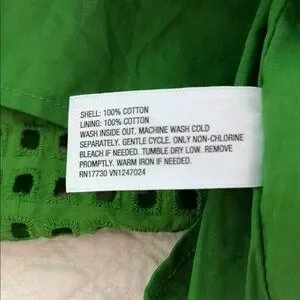 SHELL: 100% COTTON
LINING: 100% COTTON
WASH INSIDE OUT. MACHINE WASH COLD
SEPARATELY. GENTLE CYCLE. ONLY NON-CHLORINE
BLEACH IF NEEDED. TUMBLE DRY LOW. REMOVE
PROMPTLY. WARM IRON IF NEEDED.
RN17730 VN1247024